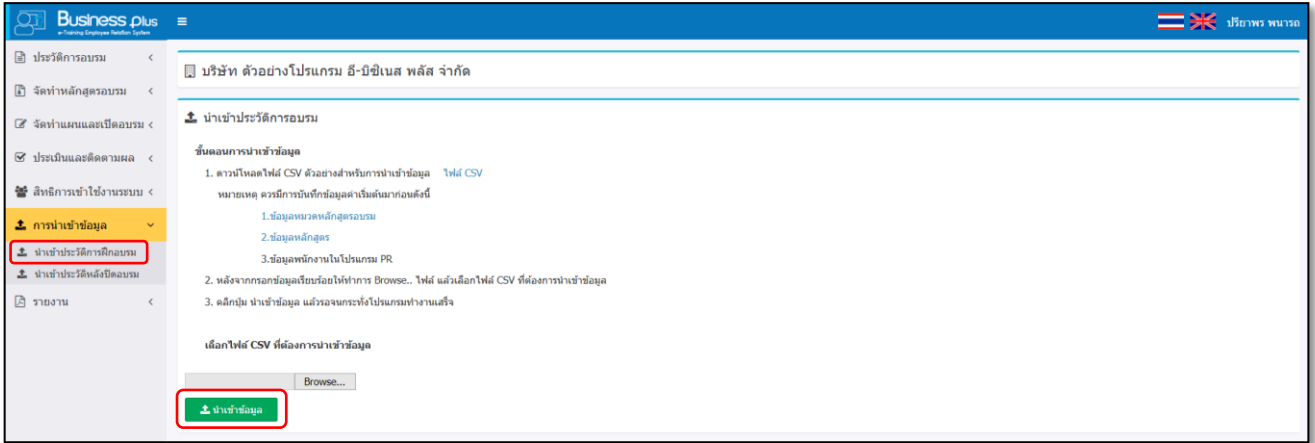 Business plus
e-Training Employee Relation System
ปรียาพร พนารถ
ประวัติการอบรม
จัดทำหลักสูตรอบรม
จัดทำแผนและเปิดอบรม
ประเมินและติดตามผล
สิทธิการเข้าใช้งานระบบ
การนำเข้าข้อมูล
นำเข้าประวัติการฝึกอบรม
นำเข้าประวัติหลังปิดอบรม
รายงาน
บริษัท ตัวอย่างโปรแกรม อี-บิซิเนส พลัส จำกัด
นำเข้าประวัติการอบรม
ขั้นตอนการนำเข้าข้อมูล
1. ดาวน์โหลดไฟล์ CSV ตัวอย่างสำหรับการนำเข้าข้อมูล ไฟล์ CSV
หมายเหตุ ควรมีการบันทึกข้อมูลค่าเริ่มต้นมาก่อนดังนี้
1.ข้อมูลหมวดหลักสูตรอบรม
2.ข้อมูลหลักสูตร
3.ข้อมูลพนักงานในโปรแกรม PR
2. หลังจากกรอกข้อมูลเรียบร้อยให้ทำการ Browse.. ไฟล์ แล้วเลือกไฟล์ CSV ที่ต้องการนำเข้าข้อมูล
3. คลิกปุ่ม นำเข้าข้อมูล แล้วรอจนกระทั่งโปรแกรมทำงานเสร็จ
เลือกไฟล์ CSV ที่ต้องการนำเข้าข้อมูล
Browse...
นำเข้าข้อมูล